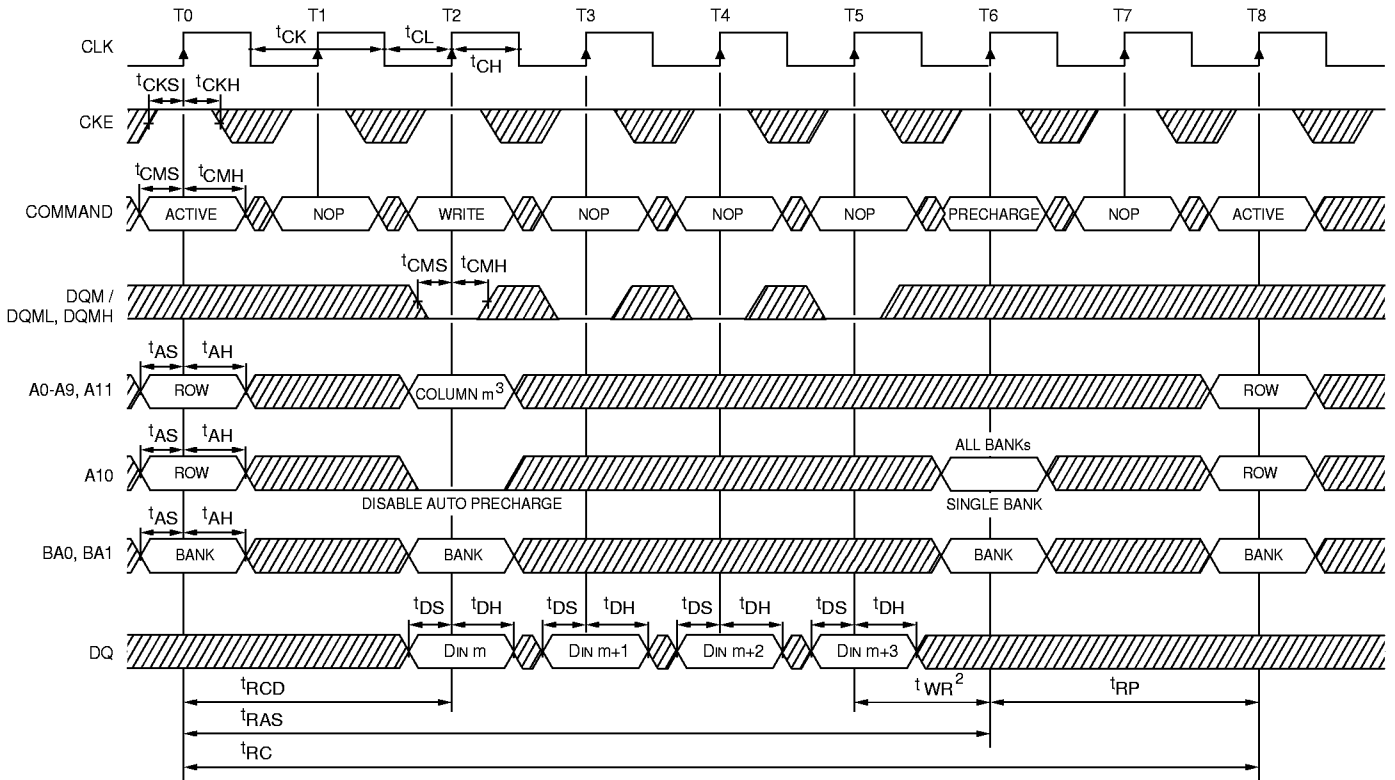 T0 T1 T2 T3 T4 T5 T6 T7 T8
CLK tCK tCL tCH
tCKS tCKH
CKE
tCMS tCMH
COMMAND ACTIVE NOP WRITE NOP NOP NOP PRECHARGE NOP ACTIVE
tCMS tCMH
DQM /
DQML, DQMH
tAS tAH
A0-A9, A11 ROW COLUMN m³ ROW
tAS tAH ALL BANKs
A10 ROW ROW
DISABLE AUTO PRECHARGE SINGLE BANK
tAS tAH
BA0, BA1 BANK BANK BANK BANK
tDS tDH tDS tDH tDS tDH tDS tDH
DQ DIN m DIN m+1 DIN m+2 DIN m+3
tRCD tWR² tRP
tRAS
tRC